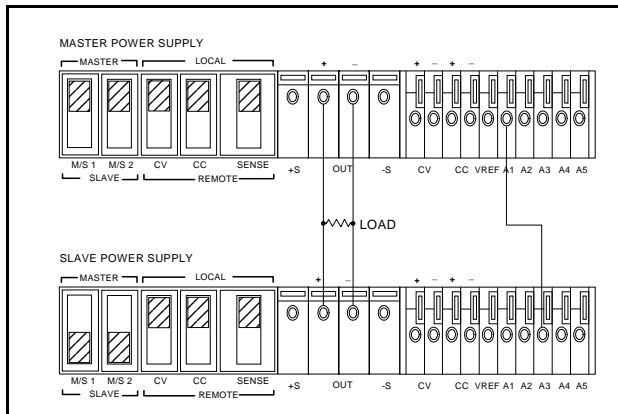 MASTER POWER SUPPLY
MASTER LOCAL
+ – + – + –
M/S 1 M/S 2 CV CC SENSE +S OUT -S CV CC VREF A1 A2 A3 A4 A5
SLAVE REMOTE
LOAD
SLAVE POWER SUPPLY
MASTER LOCAL
+ – + – + –
M/S 1 M/S 2 CV CC SENSE +S OUT -S CV CC VREF A1 A2 A3 A4 A5
SLAVE REMOTE